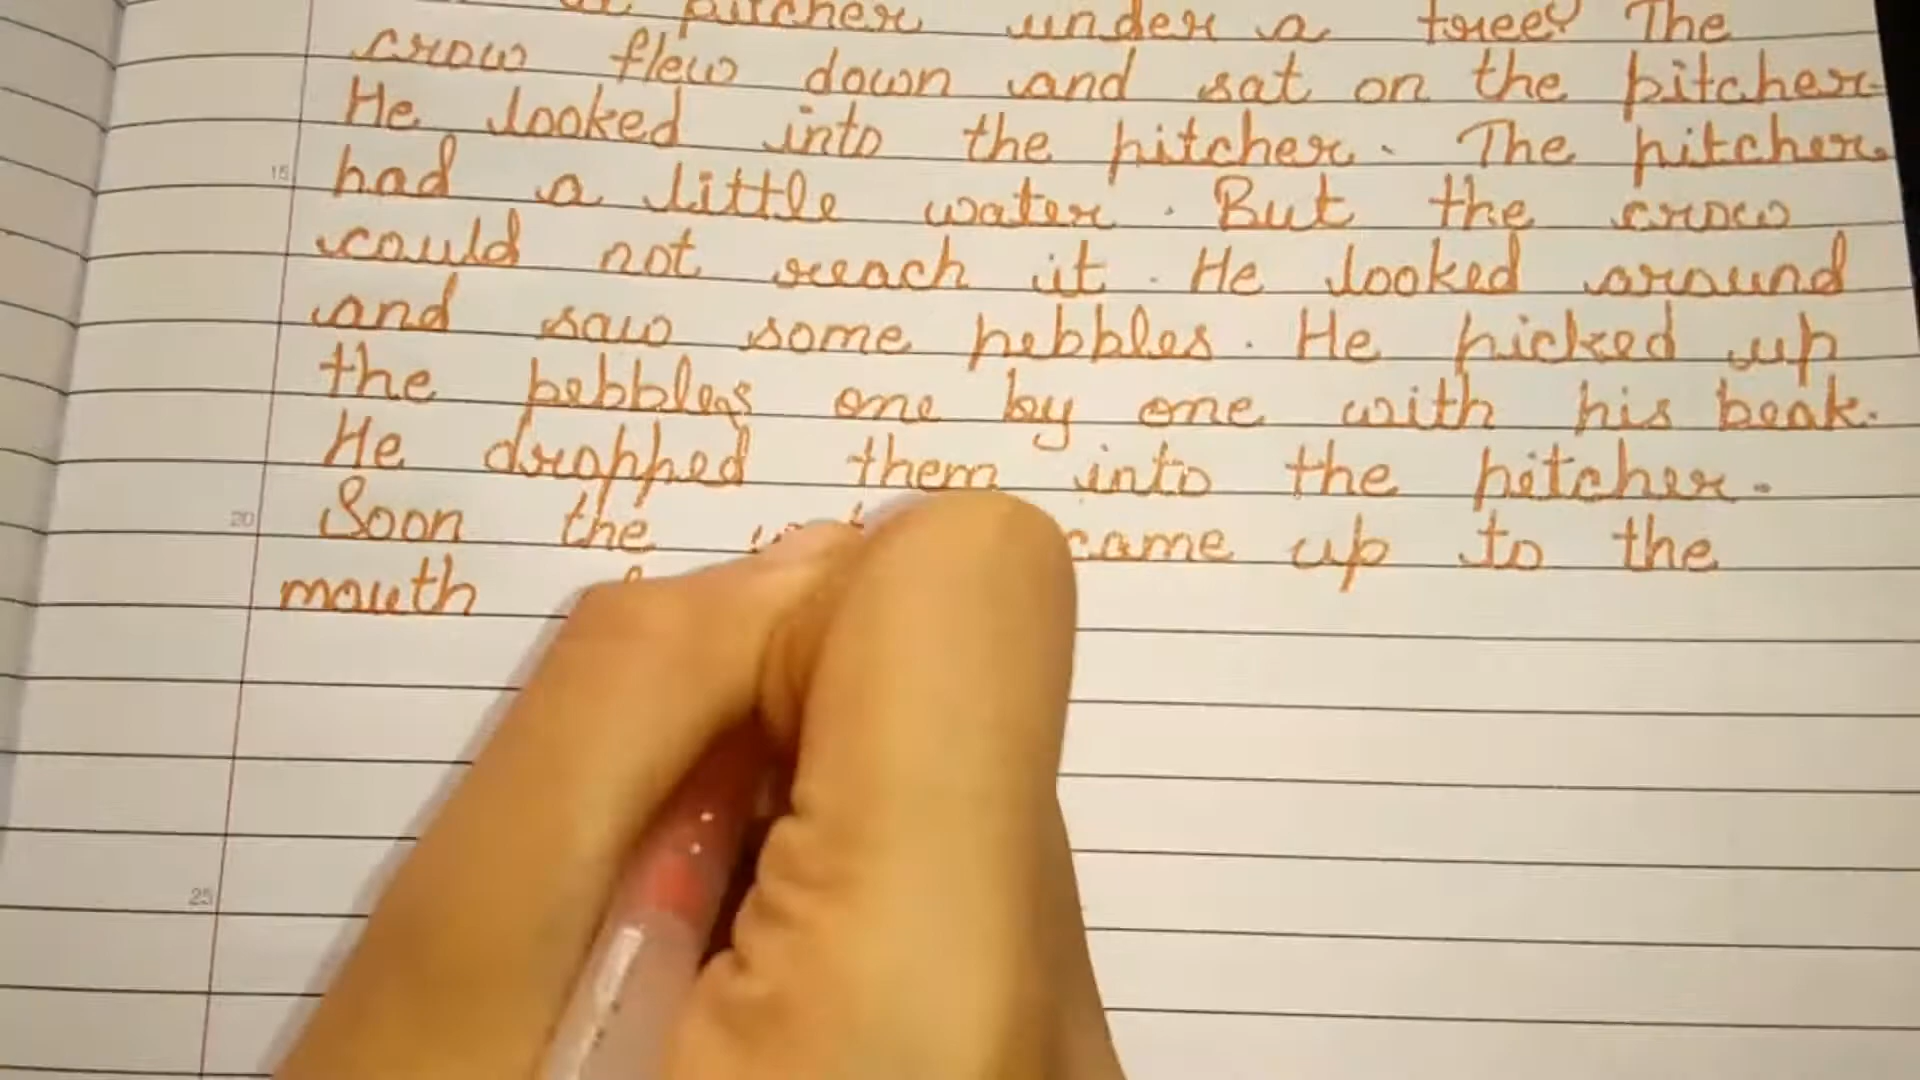 pitcher under a tree. The
crow flew down and sat on the pitcher.
He looked into the pitcher. The pitcher
15 had a little water. But the crow
could not reach it. He looked around
and saw some pebbles. He picked up
the pebbles one by one with his beak.
He dropped them into the pitcher.
20 Soon the came up to the
mouth
25